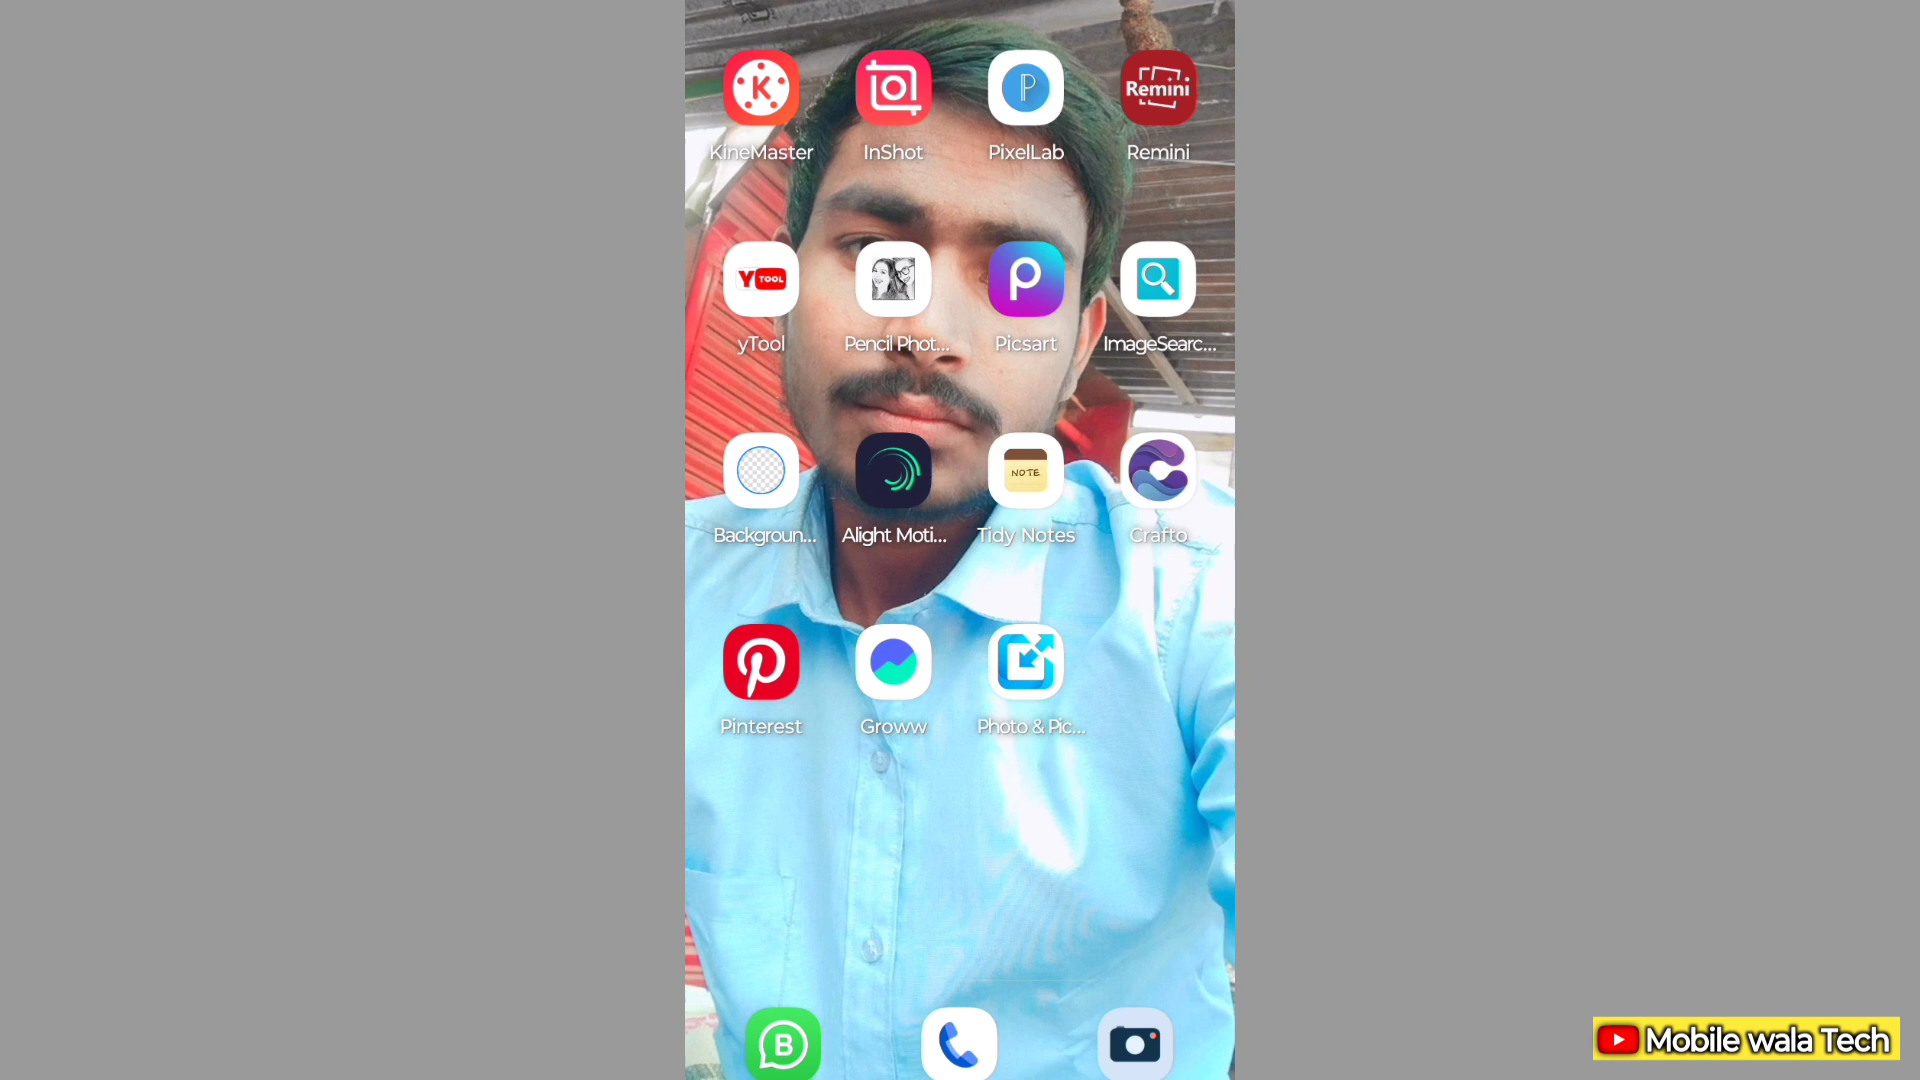 K
P
Remini
KineMaster InShot PixelLab Remini
Y TOOL
yTool Pencil Phot... Picsart ImageSearc...
NOTE
Backgroun... Alight Moti... Tidy Notes Crafto
Pinterest Groww Photo & Pic...
B
Mobile wala Tech